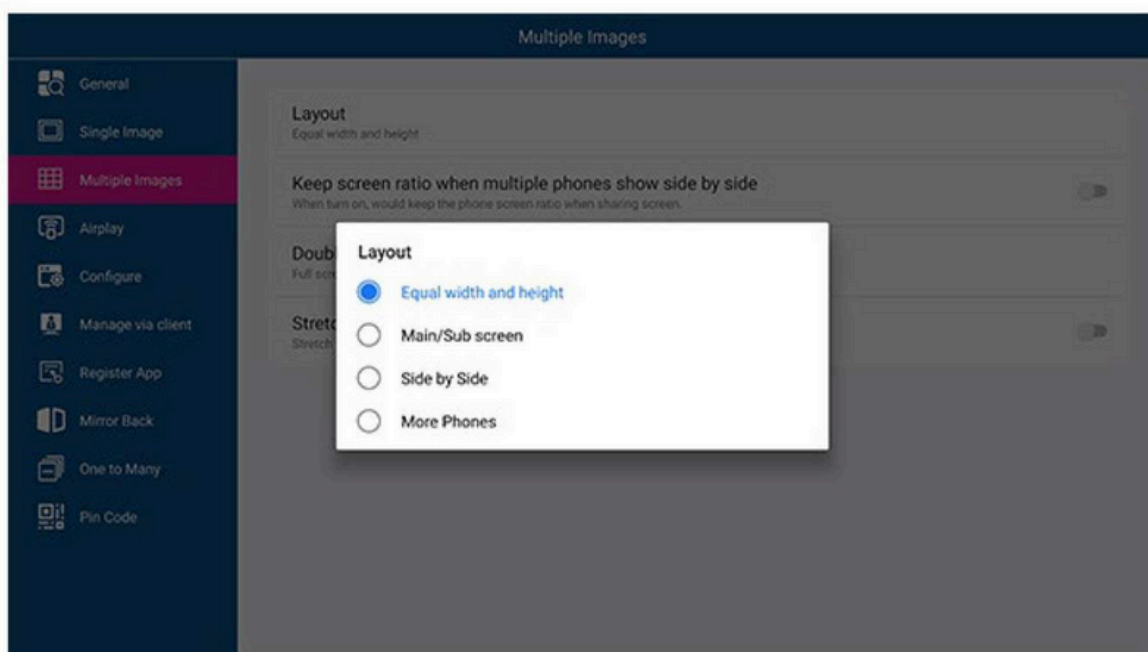 Multiple Images
General
Single Image
Multiple Images
Airplay
Configure
Manage via client
Register App
Mirror Back
One to Many
Pin Code
Layout
Equal width and height
Keep screen ratio when multiple phones show side by side
When turn on, would keep the phone screen ratio when sharing screen.
Full
Stretch
Layout
Equal width and height
Main/Sub screen
Side by Side
More Phones